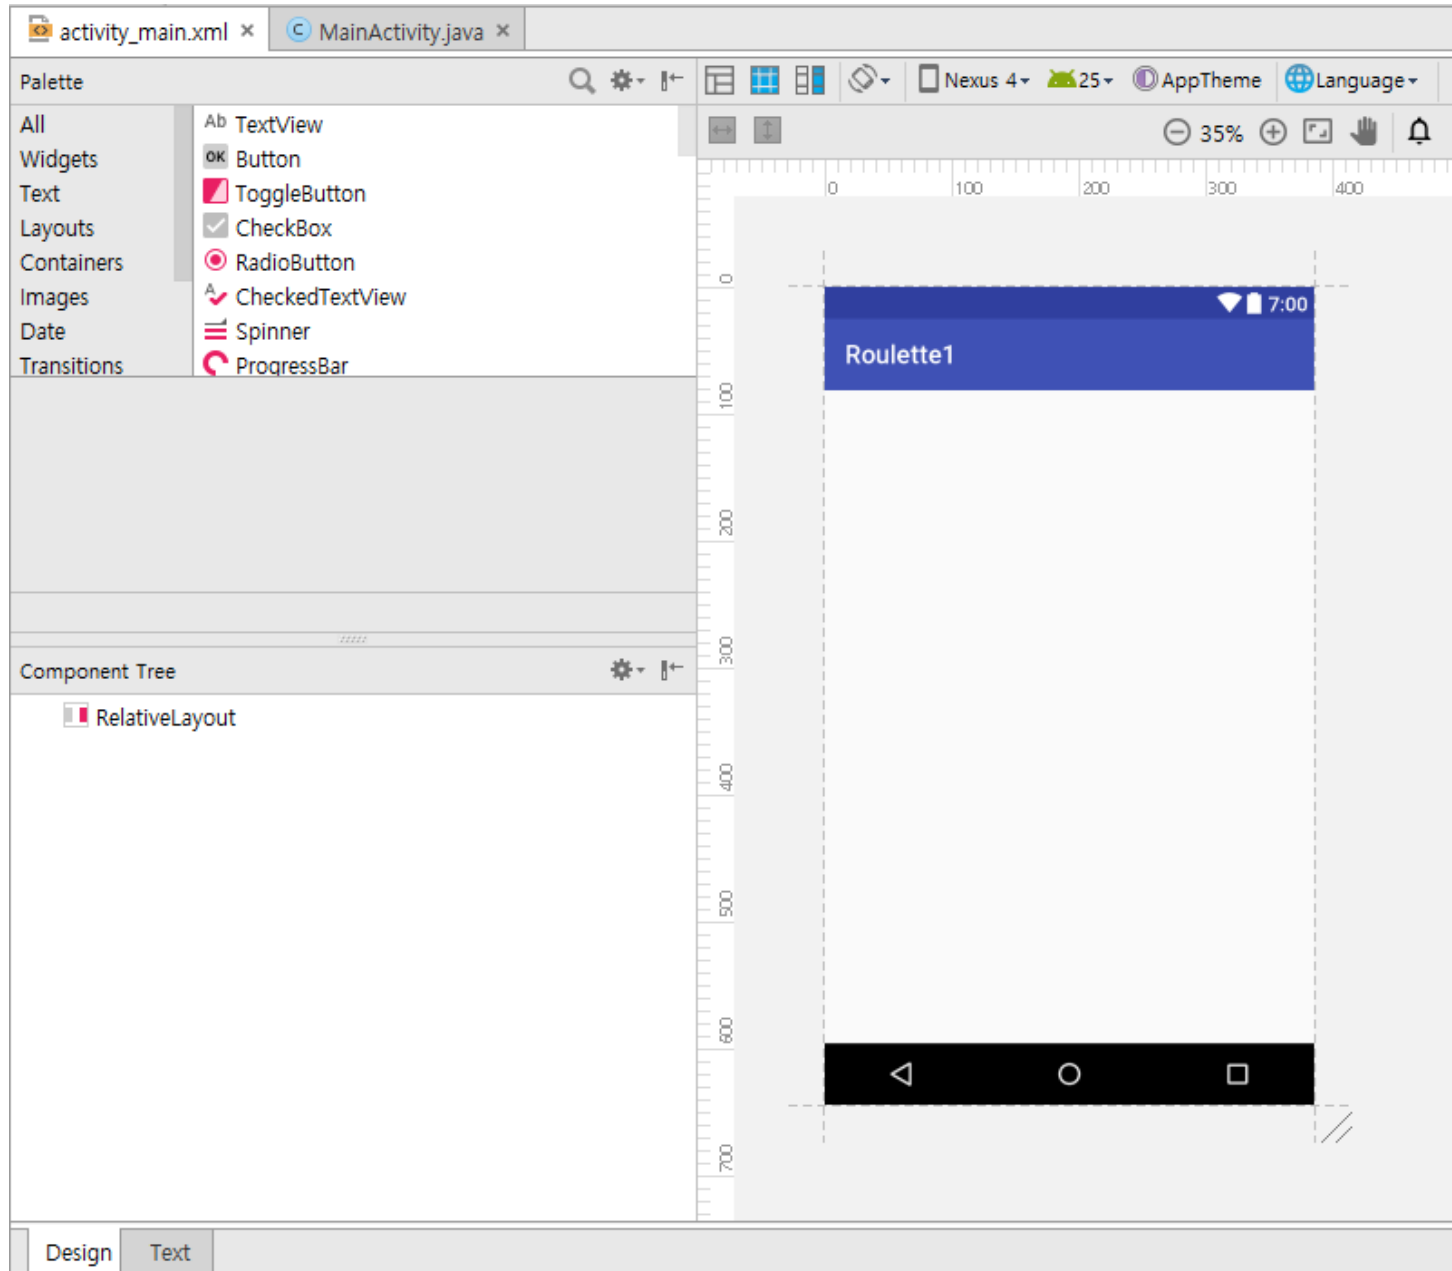 activity_main.xml
MainActivity.java
Palette
Nexus 4
25
AppTheme
Language
All
Widgets
Text
Layouts
Containers
Images
Date
Transitions
Ab TextView
OK Button
ToggleButton
CheckBox
RadioButton
CheckedTextView
Spinner
ProgressBar
35%
0 100 200 300 400
0
100
200
300
400
500
600
700
7:00
Roulette1
Component Tree
RelativeLayout
Design
Text